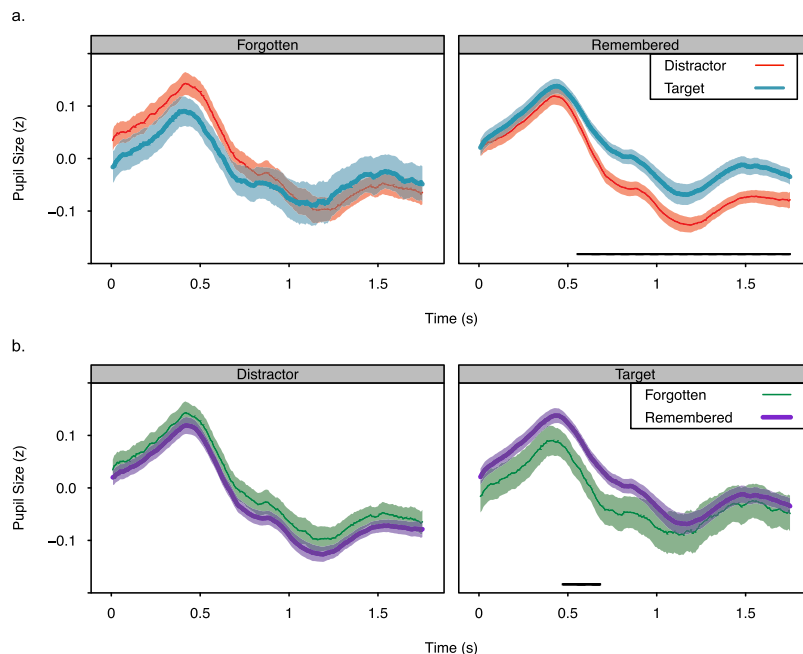 a.
Forgotten
Remembered
Distractor
Target
Pupil Size (z)
0.1
0.0
−0.1
0 0.5 1 1.5
0 0.5 1 1.5
Time (s)
Time (s)
b.
Distractor
Target
Forgotten
Remembered
Pupil Size (z)
0.1
0.0
−0.1
0 0.5 1 1.5
0 0.5 1 1.5
Time (s)
Time (s)